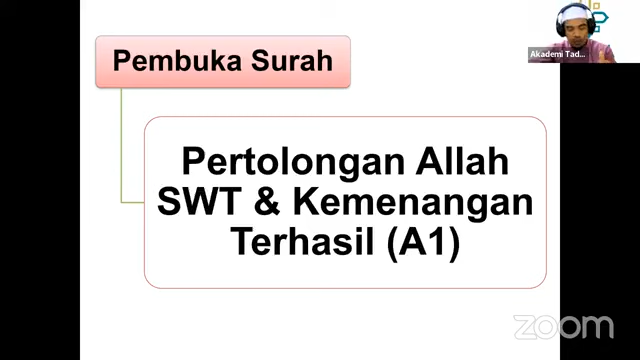 Pembuka Surah
Pertolongan Allah
SWT & Kemenangan
Terhasil (A1)
Akademi Tad...
zoom